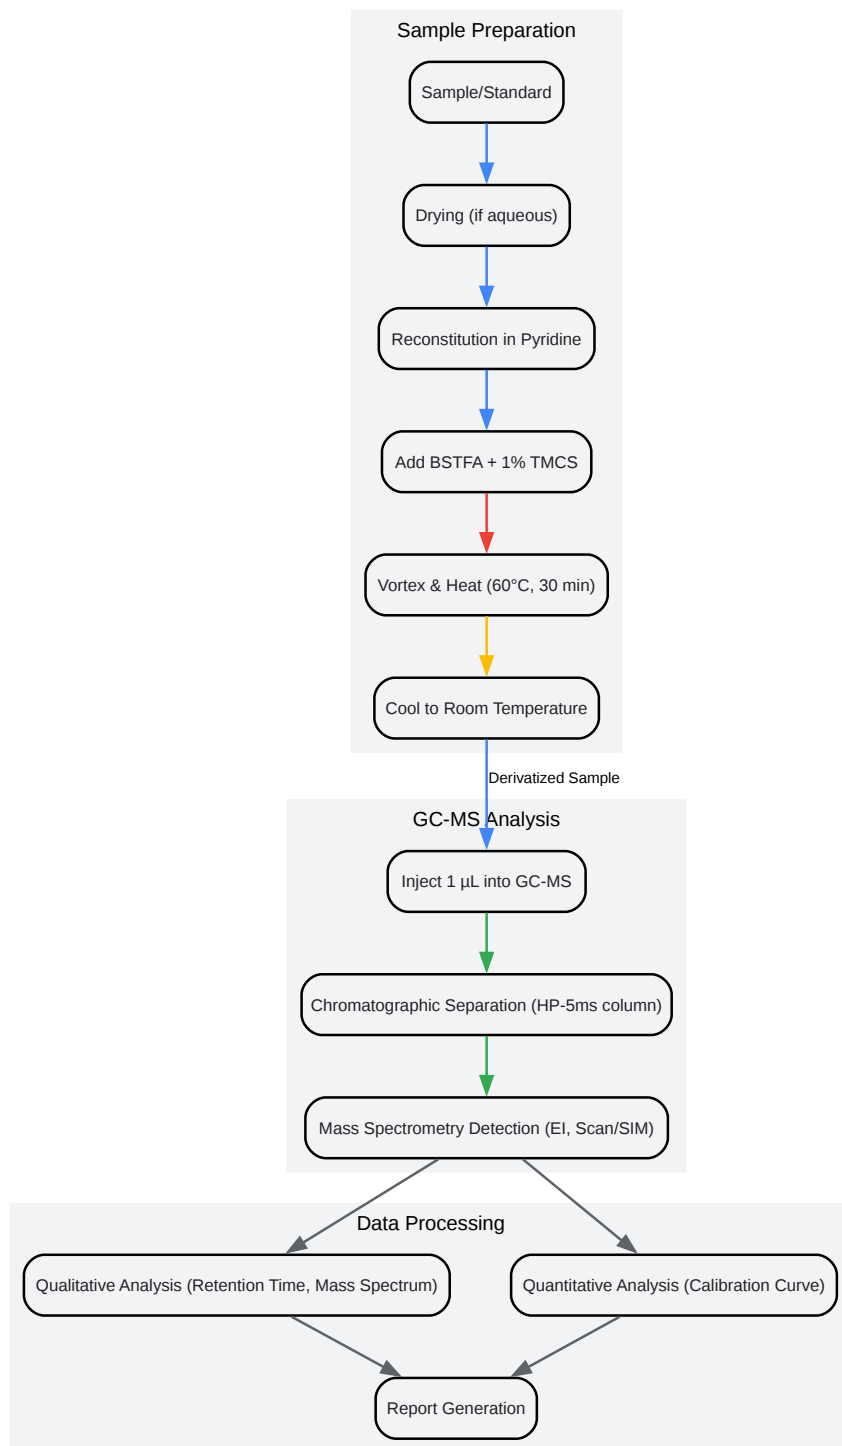 Sample Preparation
Sample/Standard
Drying (if aqueous)
Reconstitution in Pyridine
Add BSTFA + 1% TMCS
Vortex & Heat (60°C, 30 min)
Cool to Room Temperature
Derivatized Sample
GC-MS Analysis
Inject 1 µL into GC-MS
Chromatographic Separation (HP-5ms column)
Mass Spectrometry Detection (EI, Scan/SIM)
Data Processing
Qualitative Analysis (Retention Time, Mass Spectrum)
Quantitative Analysis (Calibration Curve)
Report Generation